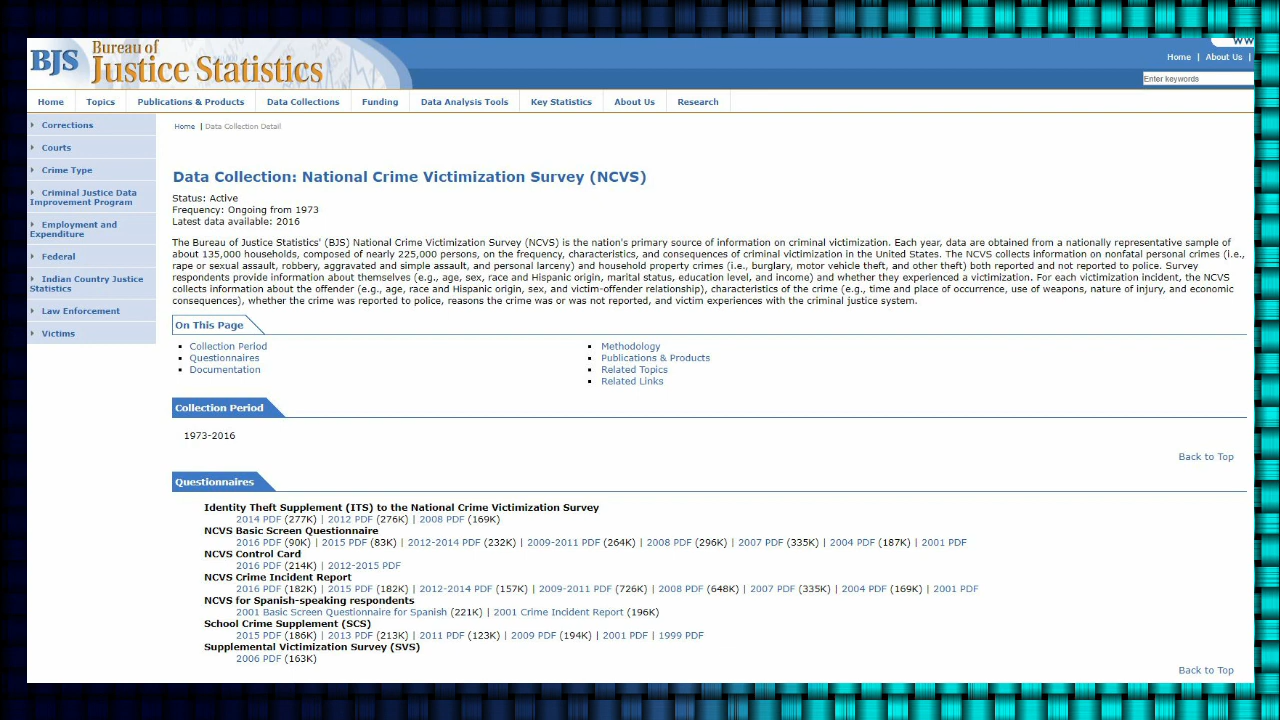 WW
BJS Bureau of
Justice Statistics
Home | About Us |
Enter keywords
Home Topics Publications & Products Data Collections Funding Data Analysis Tools Key Statistics About Us Research
Corrections
Courts
Crime Type
Criminal Justice Data
Improvement Program
Employment and
Expenditure
Federal
Indian Country Justice
Statistics
Law Enforcement
Victims
Home | Data Collection Detail
Data Collection: National Crime Victimization Survey (NCVS)
Status: Active
Frequency: Ongoing from 1973
Latest data available: 2016
The Bureau of Justice Statistics' (BJS) National Crime Victimization Survey (NCVS) is the nation's primary source of information on criminal victimization. Each year, data are obtained from a nationally representative sample of
about 135,000 households, composed of nearly 225,000 persons, on the frequency, characteristics, and consequences of criminal victimization in the United States. The NCVS collects information on nonfatal personal crimes (i.e.,
rape or sexual assault, robbery, aggravated and simple assault, and personal larceny) and household property crimes (i.e., burglary, motor vehicle theft, and other theft) both reported and not reported to police. Survey
respondents provide information about themselves (e.g., age, sex, race and Hispanic origin, marital status, education level, and income) and whether they experienced a victimization. For each victimization incident, the NCVS
collects information about the offender (e.g., age, race and Hispanic origin, sex, and victim-offender relationship), characteristics of the crime (e.g., time and place of occurrence, use of weapons, nature of injury, and economic
consequences), whether the crime was reported to police, reasons the crime was or was not reported, and victim experiences with the criminal justice system.
On This Page
Collection Period
Questionnaires
Documentation
Methodology
Publications & Products
Related Topics
Related Links
Collection Period
1973-2016
Back to Top
Questionnaires
Identity Theft Supplement (ITS) to the National Crime Victimization Survey
2014 PDF (277K) | 2012 PDF (276K) | 2008 PDF (169K)
NCVS Basic Screen Questionnaire
2016 PDF (90K) | 2015 PDF (83K) | 2012-2014 PDF (232K) | 2009-2011 PDF (264K) | 2008 PDF (296K) | 2007 PDF (335K) | 2004 PDF (187K) | 2001 PDF
NCVS Control Card
2016 PDF (214K) | 2012-2015 PDF
NCVS Crime Incident Report
2016 PDF (182K) | 2015 PDF (182K) | 2012-2014 PDF (157K) | 2009-2011 PDF (726K) | 2008 PDF (648K) | 2007 PDF (335K) | 2004 PDF (169K) | 2001 PDF
NCVS for Spanish-speaking respondents
2001 Basic Screen Questionnaire for Spanish (221K) | 2001 Crime Incident Report (196K)
School Crime Supplement (SCS)
2015 PDF (186K) | 2013 PDF (213K) | 2011 PDF (123K) | 2009 PDF (194K) | 2001 PDF | 1999 PDF
Supplemental Victimization Survey (SVS)
2006 PDF (163K)
Back to Top